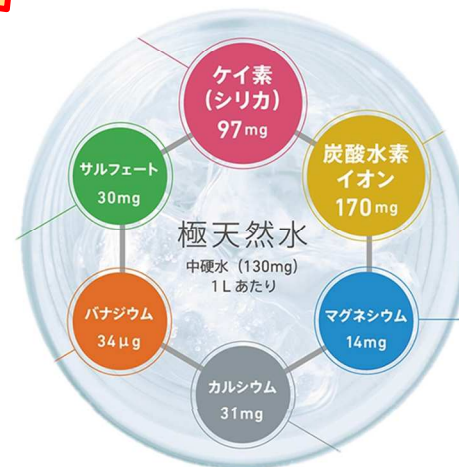 ケイ素
(シリカ)
97mg
炭酸水素
イオン
170mg
サルフェート
30mg
極天然水
中硬水（130mg）
1Lあたり
バナジウム
34μg
マグネシウム
14mg
カルシウム
31mg